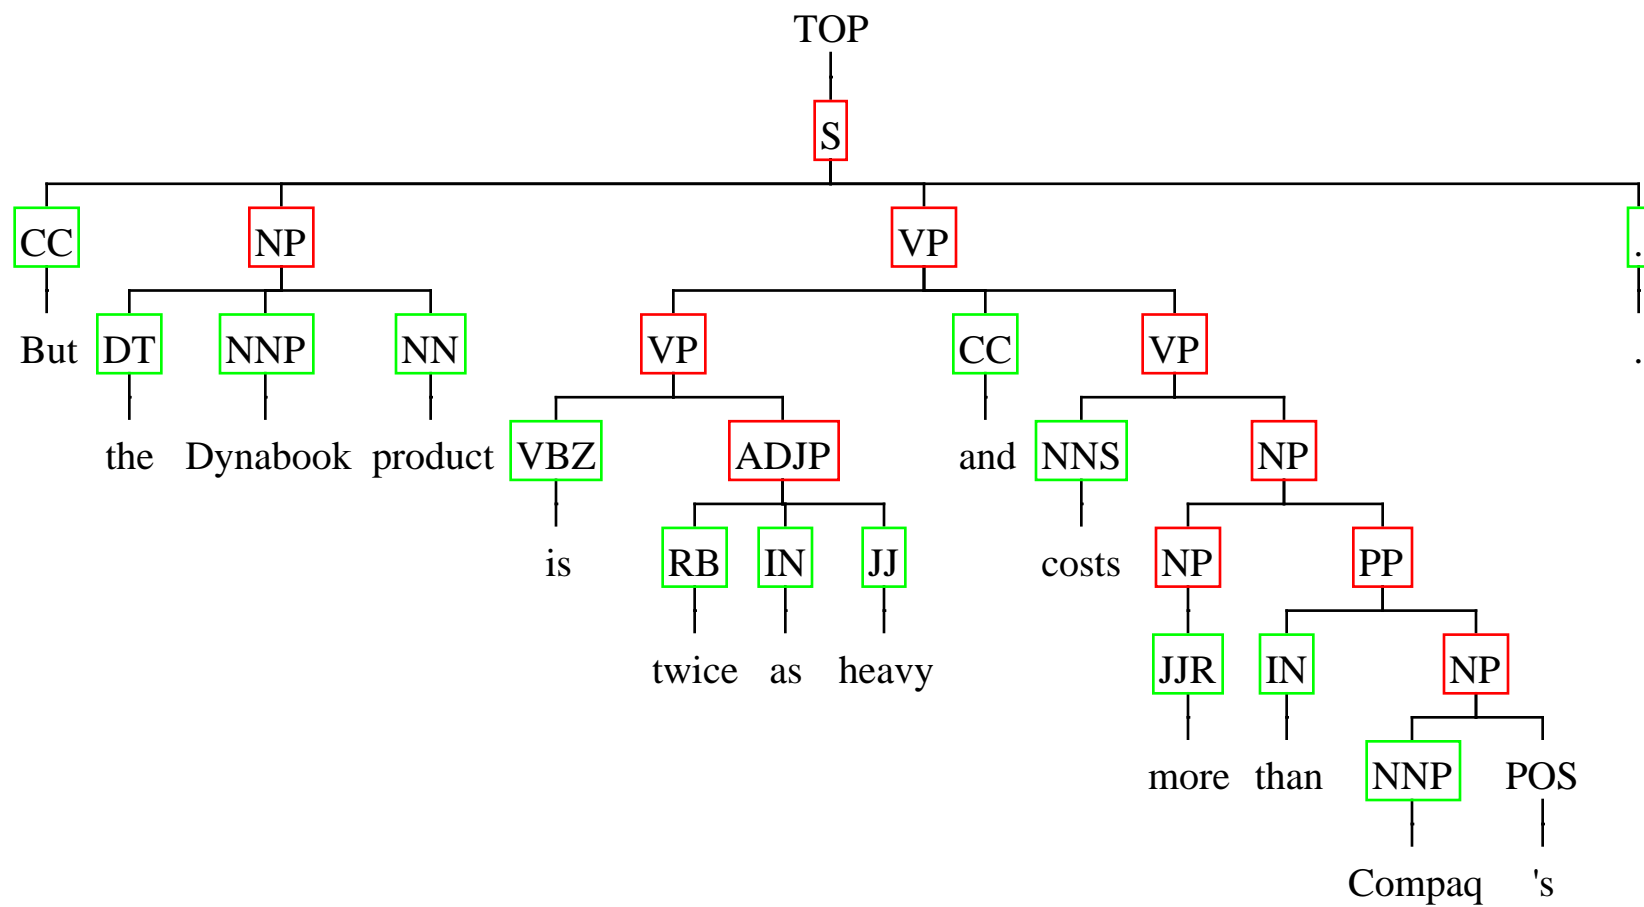 TOP
S
CC NP VP .
But DT NNP NN VP CC VP .
the Dynabook product VBZ ADJP and NNS NP
is RB IN JJ costs NP PP
twice as heavy JJR IN NP
more than NNP POS
Compaq 's